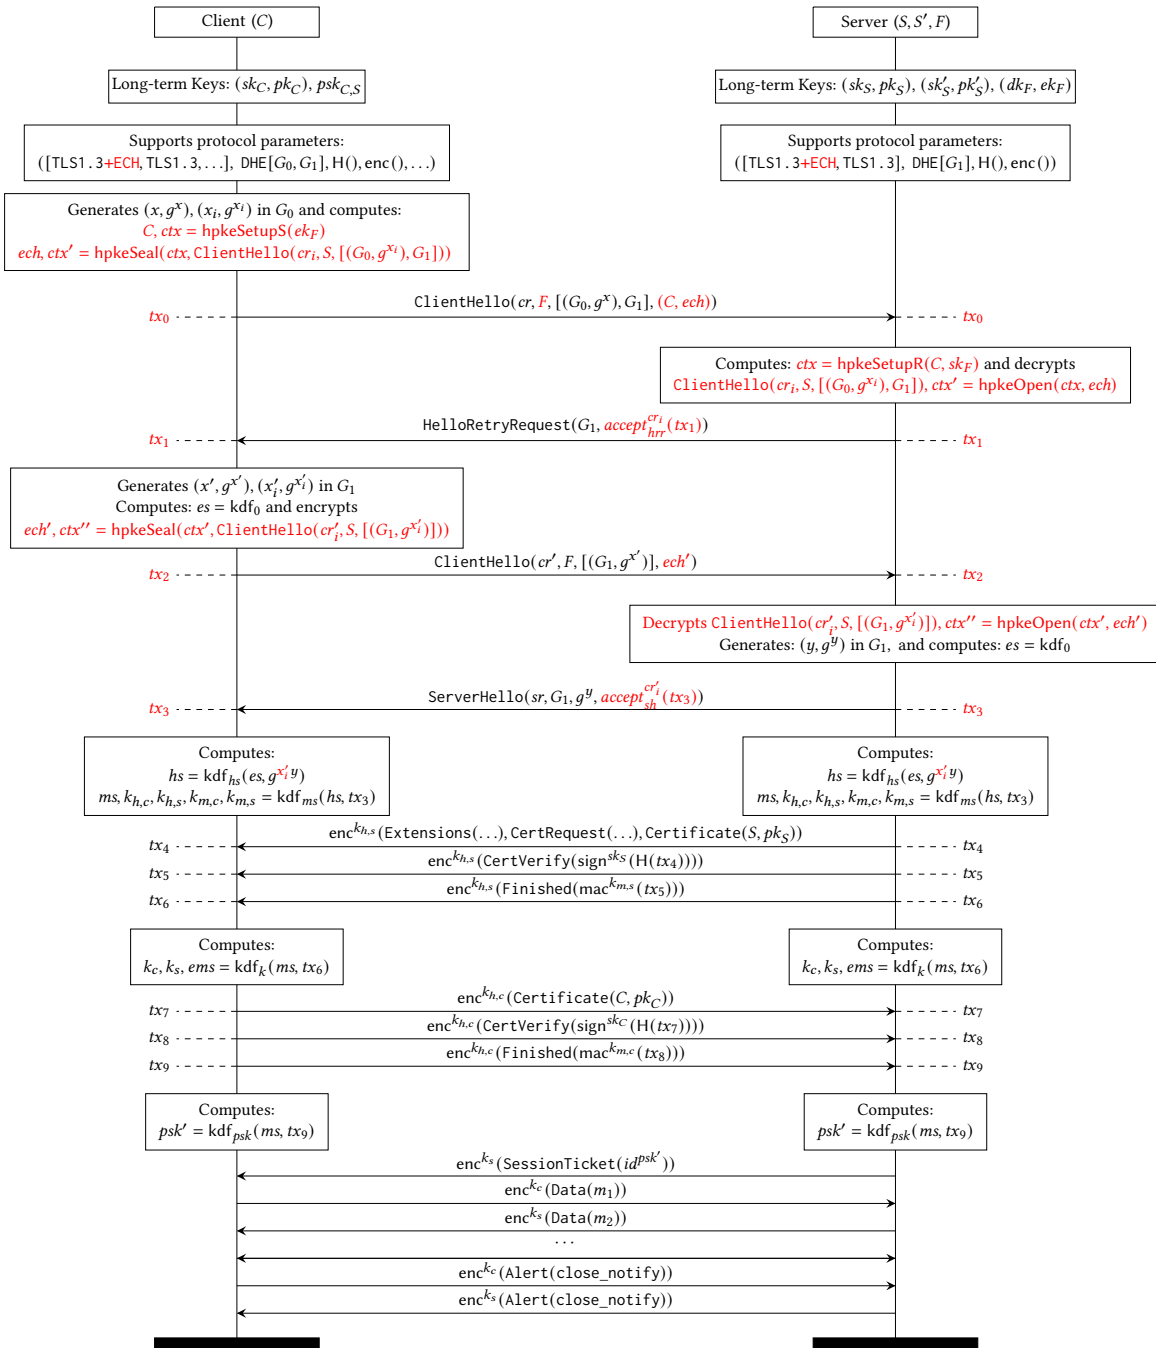 Client (C)
Server (S, S′, F)
Long-term Keys: (sk_C, pk_C), psk_{C,S}
Long-term Keys: (sk_S, pk_S), (sk′_S, pk′_S), (dk_F, ek_F)
Supports protocol parameters:
([TLS1.3+ECH, TLS1.3, …], DHE[G_0, G_1], H(), enc(), …)
Supports protocol parameters:
([TLS1.3+ECH, TLS1.3], DHE[G_1], H(), enc())
Generates (x, g^x), (x_i, g^{x_i}) in G_0 and computes:
C, ctx = hpkeSetupS(ek_F)
ech, ctx′ = hpkeSeal(ctx, ClientHello(cr_i, S, [(G_0, g^{x_i}), G_1]))
ClientHello(cr, F, [(G_0, g^x), G_1], (C, ech))
tx_0
tx_0
Computes: ctx = hpkeSetupR(C, sk_F) and decrypts
ClientHello(cr_i, S, [(G_0, g^{x_i}), G_1]), ctx′ = hpkeOpen(ctx, ech)
HelloRetryRequest(G_1, accept^{cr_i}_{hrr}(tx_1))
tx_1
tx_1
Generates (x′, g^{x′}), (x′_i, g^{x′_i}) in G_1
Computes: es = kdf_0 and encrypts
ech′, ctx″ = hpkeSeal(ctx′, ClientHello(cr′_i, S, [(G_1, g^{x′_i})]))
ClientHello(cr′, F, [(G_1, g^{x′})], ech′)
tx_2
tx_2
Decrypts ClientHello(cr′_i, S, [(G_1, g^{x′_i})]), ctx″ = hpkeOpen(ctx′, ech′)
Generates: (y, g^y) in G_1, and computes: es = kdf_0
ServerHello(sr, G_1, g^y, accept^{cr′_i}_{sh}(tx_3))
tx_3
tx_3
Computes:
hs = kdf_{hs}(es, g^{x′_i y})
ms, k_{h,c}, k_{h,s}, k_{m,c}, k_{m,s} = kdf_{ms}(hs, tx_3)
Computes:
hs = kdf_{hs}(es, g^{x′_i y})
ms, k_{h,c}, k_{h,s}, k_{m,c}, k_{m,s} = kdf_{ms}(hs, tx_3)
enc^{k_{h,s}}(Extensions(…), CertRequest(…), Certificate(S, pk_S))
tx_4
tx_4
enc^{k_{h,s}}(CertVerify(sign^{sk_S}(H(tx_4))))
tx_5
tx_5
enc^{k_{h,s}}(Finished(mac^{k_{m,s}}(tx_5)))
tx_6
tx_6
Computes:
k_c, k_s, ems = kdf_k(ms, tx_6)
Computes:
k_c, k_s, ems = kdf_k(ms, tx_6)
enc^{k_{h,c}}(Certificate(C, pk_C))
tx_7
tx_7
enc^{k_{h,c}}(CertVerify(sign^{sk_C}(H(tx_7))))
tx_8
tx_8
enc^{k_{h,c}}(Finished(mac^{k_{m,c}}(tx_8)))
tx_9
tx_9
Computes:
psk′ = kdf_{psk}(ms, tx_9)
Computes:
psk′ = kdf_{psk}(ms, tx_9)
enc^{k_s}(SessionTicket(id^{psk′}))
enc^{k_c}(Data(m_1))
enc^{k_s}(Data(m_2))
…
enc^{k_c}(Alert(close_notify))
enc^{k_s}(Alert(close_notify))